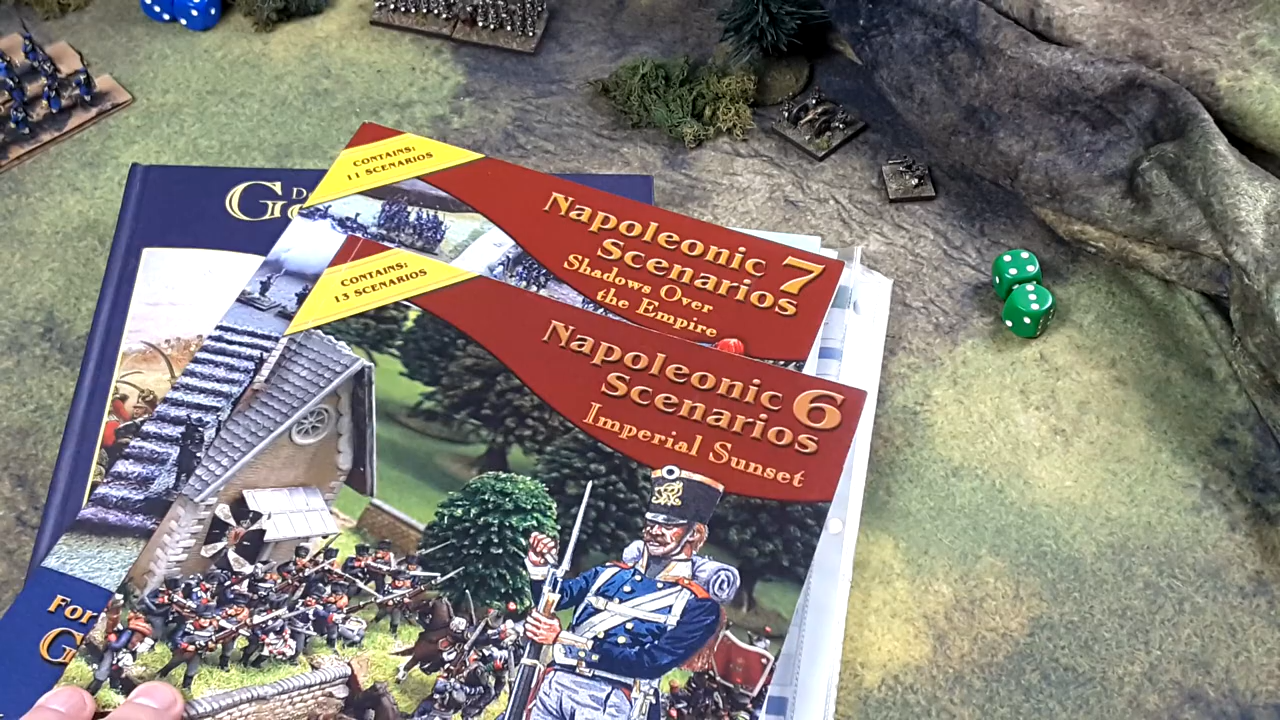 CONTAINS:
11 SCENARIOS
Napoleonic 7
Scenarios
Shadows Over
the Empire
CONTAINS:
13 SCENARIOS
Napoleonic 6
Scenarios
Imperial Sunset
For
G